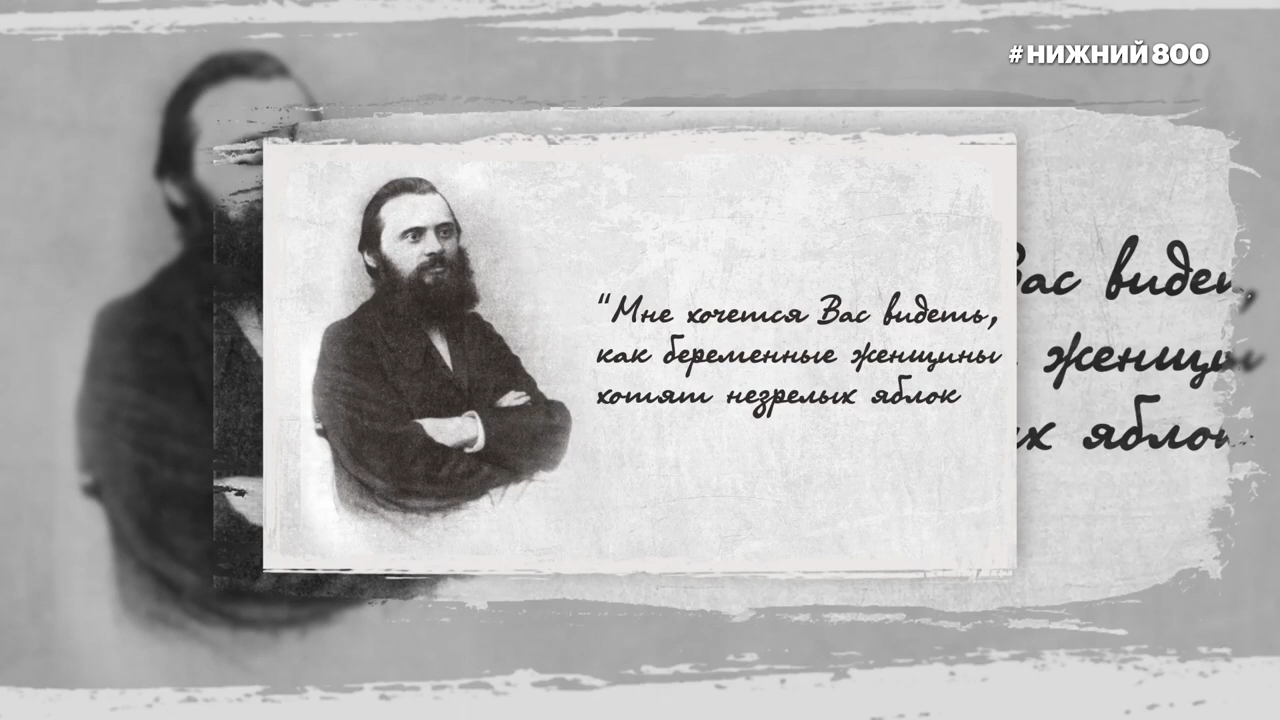 #НИЖНИЙ800
“Мне хочется Вас видеть,
как беременные женщины
хотят незрелых яблок